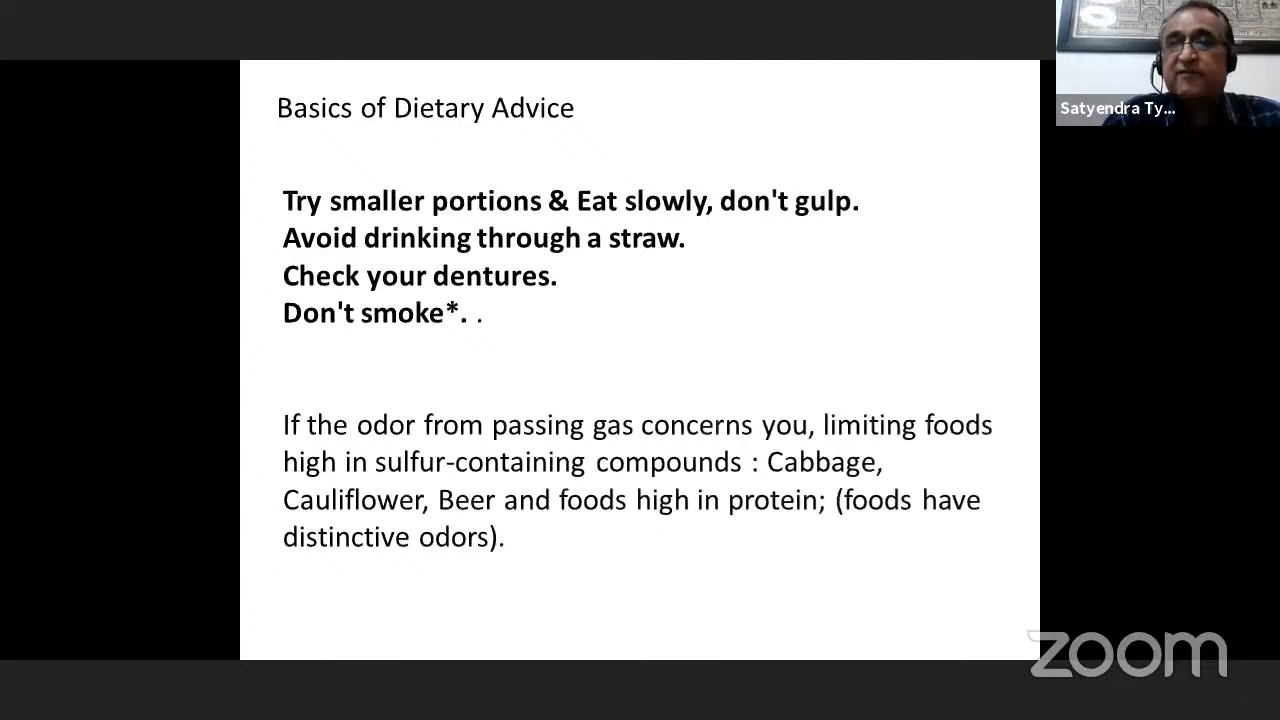 Basics of Dietary Advice
Satyendra Ty...
Try smaller portions & Eat slowly, don't gulp.
Avoid drinking through a straw.
Check your dentures.
Don't smoke*. .
If the odor from passing gas concerns you, limiting foods
high in sulfur-containing compounds : Cabbage,
Cauliflower, Beer and foods high in protein; (foods have
distinctive odors).
zoom